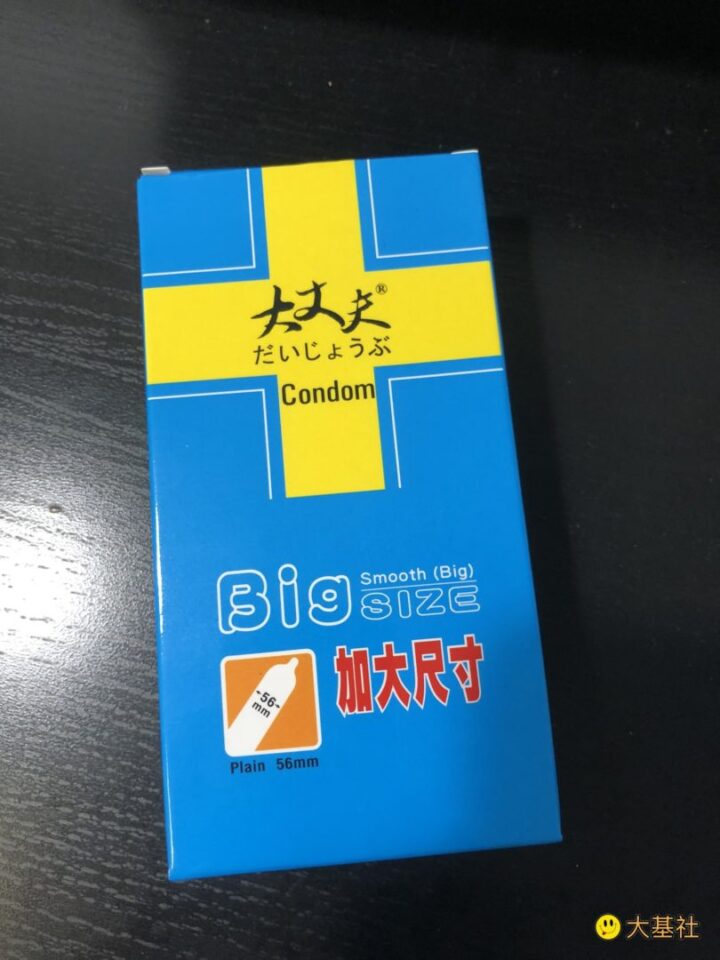 大丈夫®
だいじょうぶ
Condom
Big Smooth (Big)
SIZE
加大尺寸
-56-
mm
Plain 56mm
大基社